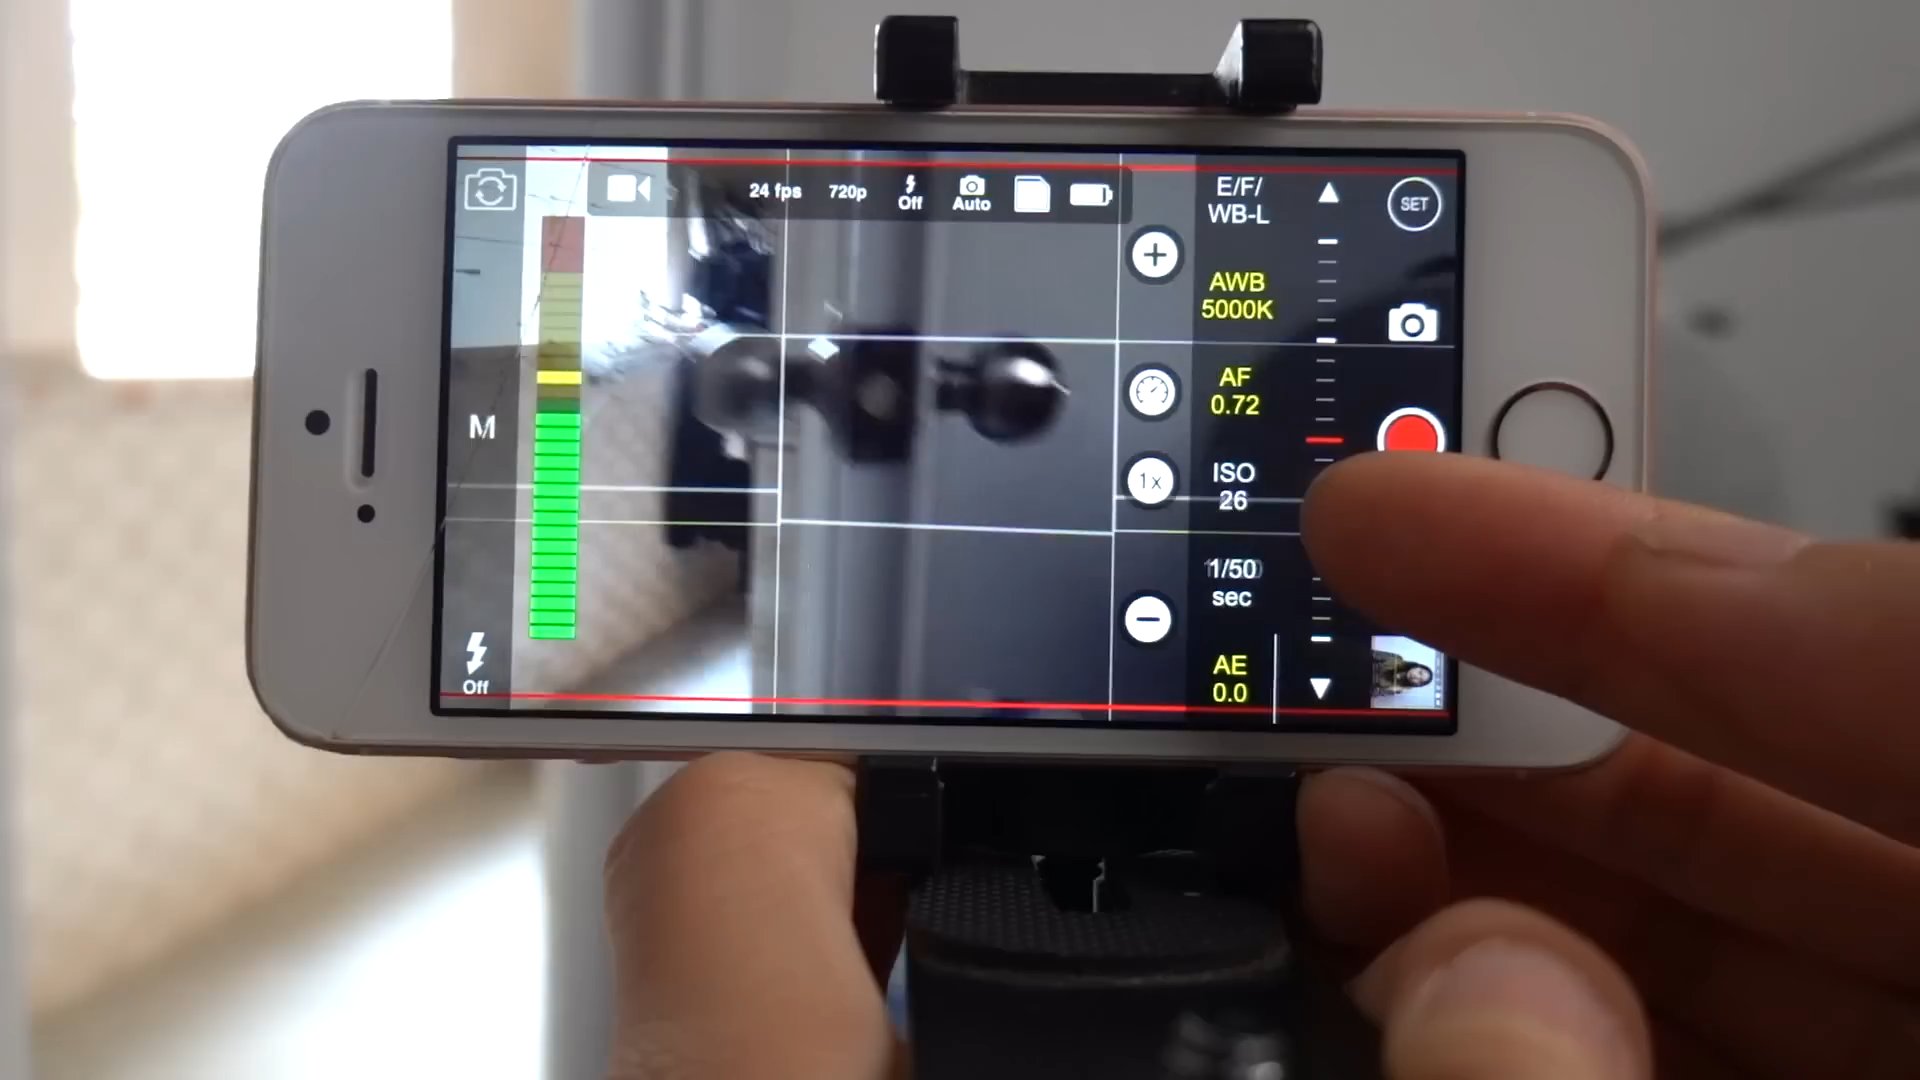 24 fps
720p
Off
Auto
E/F/
WB-L
SET
AWB
5000K
AF
0.72
M
ISO
26
1x
1/50
sec
AE
0.0
Off